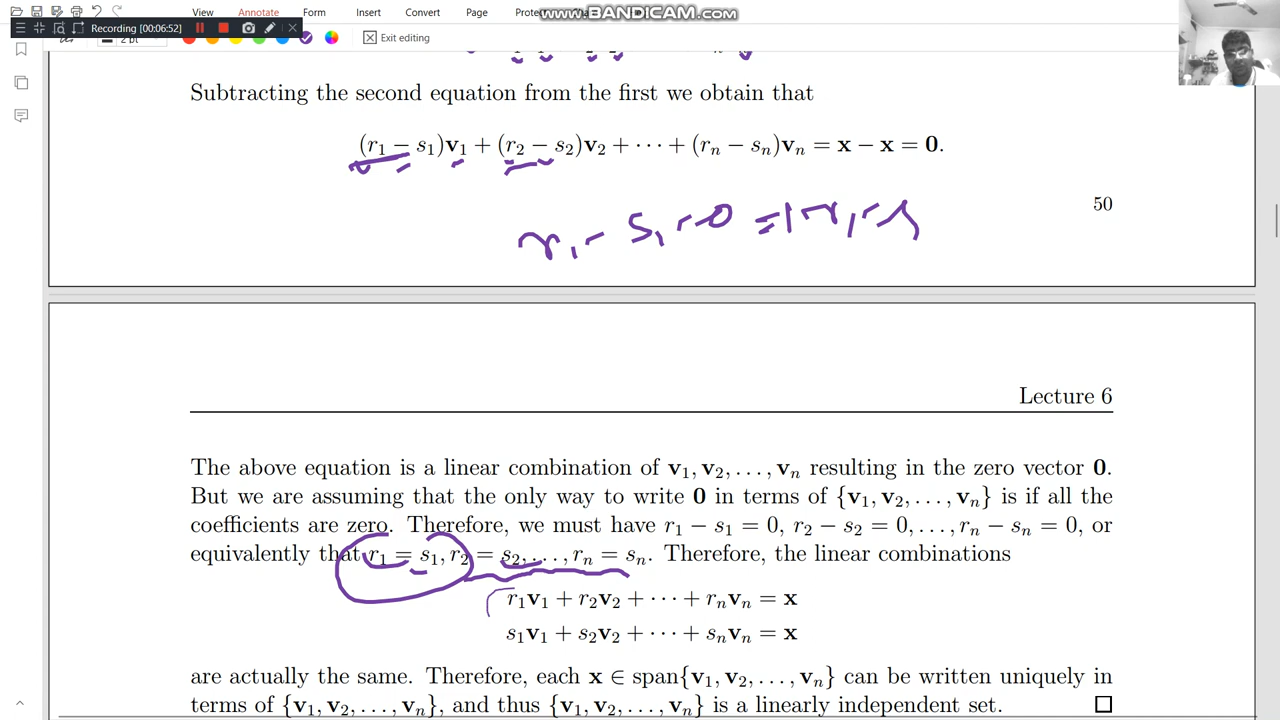 www.BANDICAM.com
View Annotate Form Insert Convert Page
Recording [00:06:52]
Exit editing
Subtracting the second equation from the first we obtain that
(r₁ − s₁)v₁ + (r₂ − s₂)v₂ + ⋯ + (rₙ − sₙ)vₙ = x − x = 0.
50
Lecture 6
The above equation is a linear combination of v₁, v₂, . . . , vₙ resulting in the zero vector 0.
But we are assuming that the only way to write 0 in terms of {v₁, v₂, . . . , vₙ} is if all the
coefficients are zero. Therefore, we must have r₁ − s₁ = 0, r₂ − s₂ = 0, . . . , rₙ − sₙ = 0, or
equivalently that r₁ = s₁, r₂ = s₂, . . . , rₙ = sₙ. Therefore, the linear combinations
r₁v₁ + r₂v₂ + ⋯ + rₙvₙ = x
s₁v₁ + s₂v₂ + ⋯ + sₙvₙ = x
are actually the same. Therefore, each x ∈ span{v₁, v₂, . . . , vₙ} can be written uniquely in
terms of {v₁, v₂, . . . , vₙ}, and thus {v₁, v₂, . . . , vₙ} is a linearly independent set.